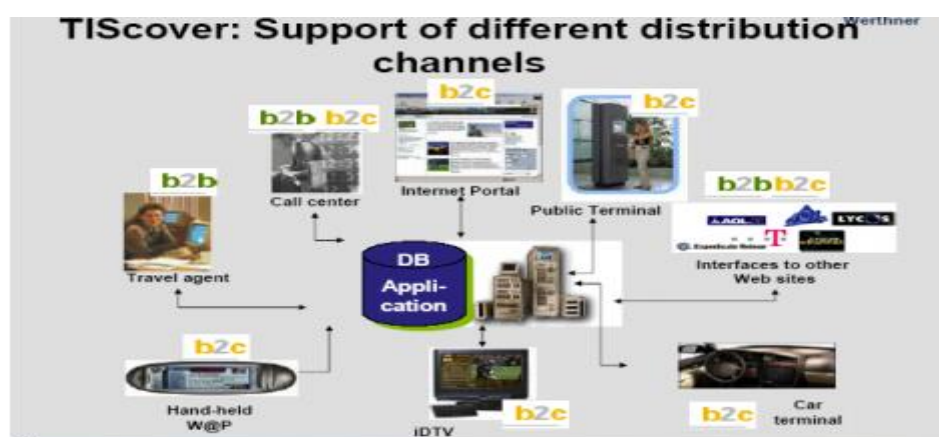 Werthner
TIScover: Support of different distribution
channels
b2c
b2b b2c
b2c
b2b
b2b b2c
Call center
Internet Portal
Public Terminal
AOL
LYCOS
T
Travel agent
Interfaces to other
Web sites
DB
Appli-
cation
b2c
Hand-held
W@P
b2c
iDTV
b2c
Car
terminal